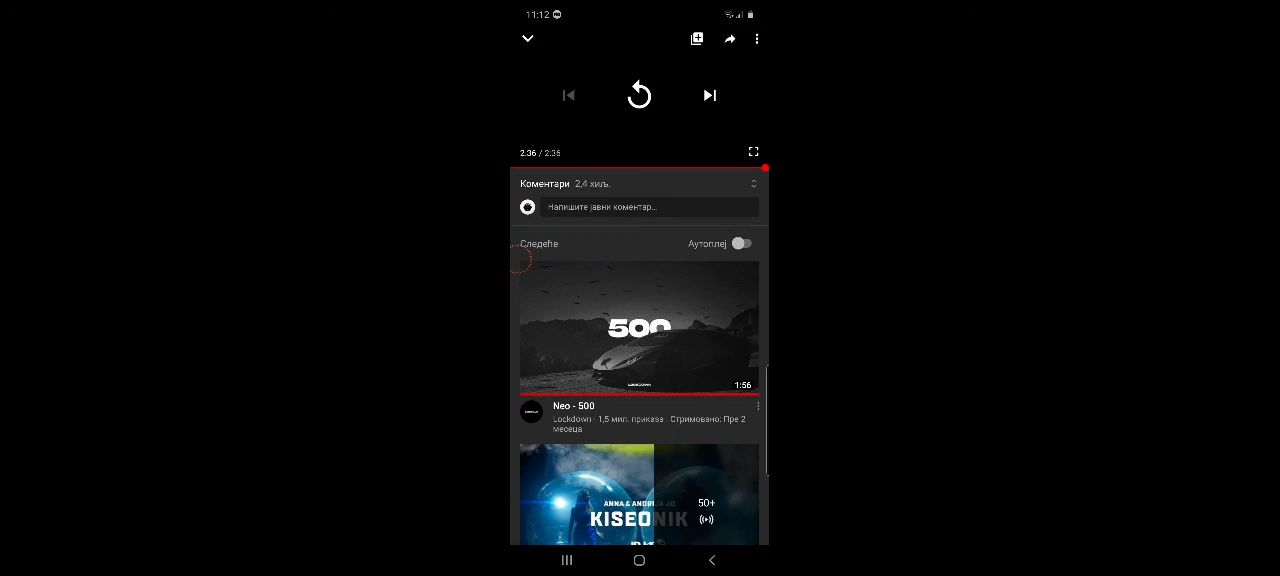 11:12
2:36 / 2:36
Коментари 2,4 хиљ.
Напишите јавни коментар...
Следеће Аутоплеј
500
1:56
Neo - 500
Lockdown · 1,5 мил. приказа · Стримовано: Пре 2
месеца
ANNA & ANDRIJA JO
50+
KISEONIK